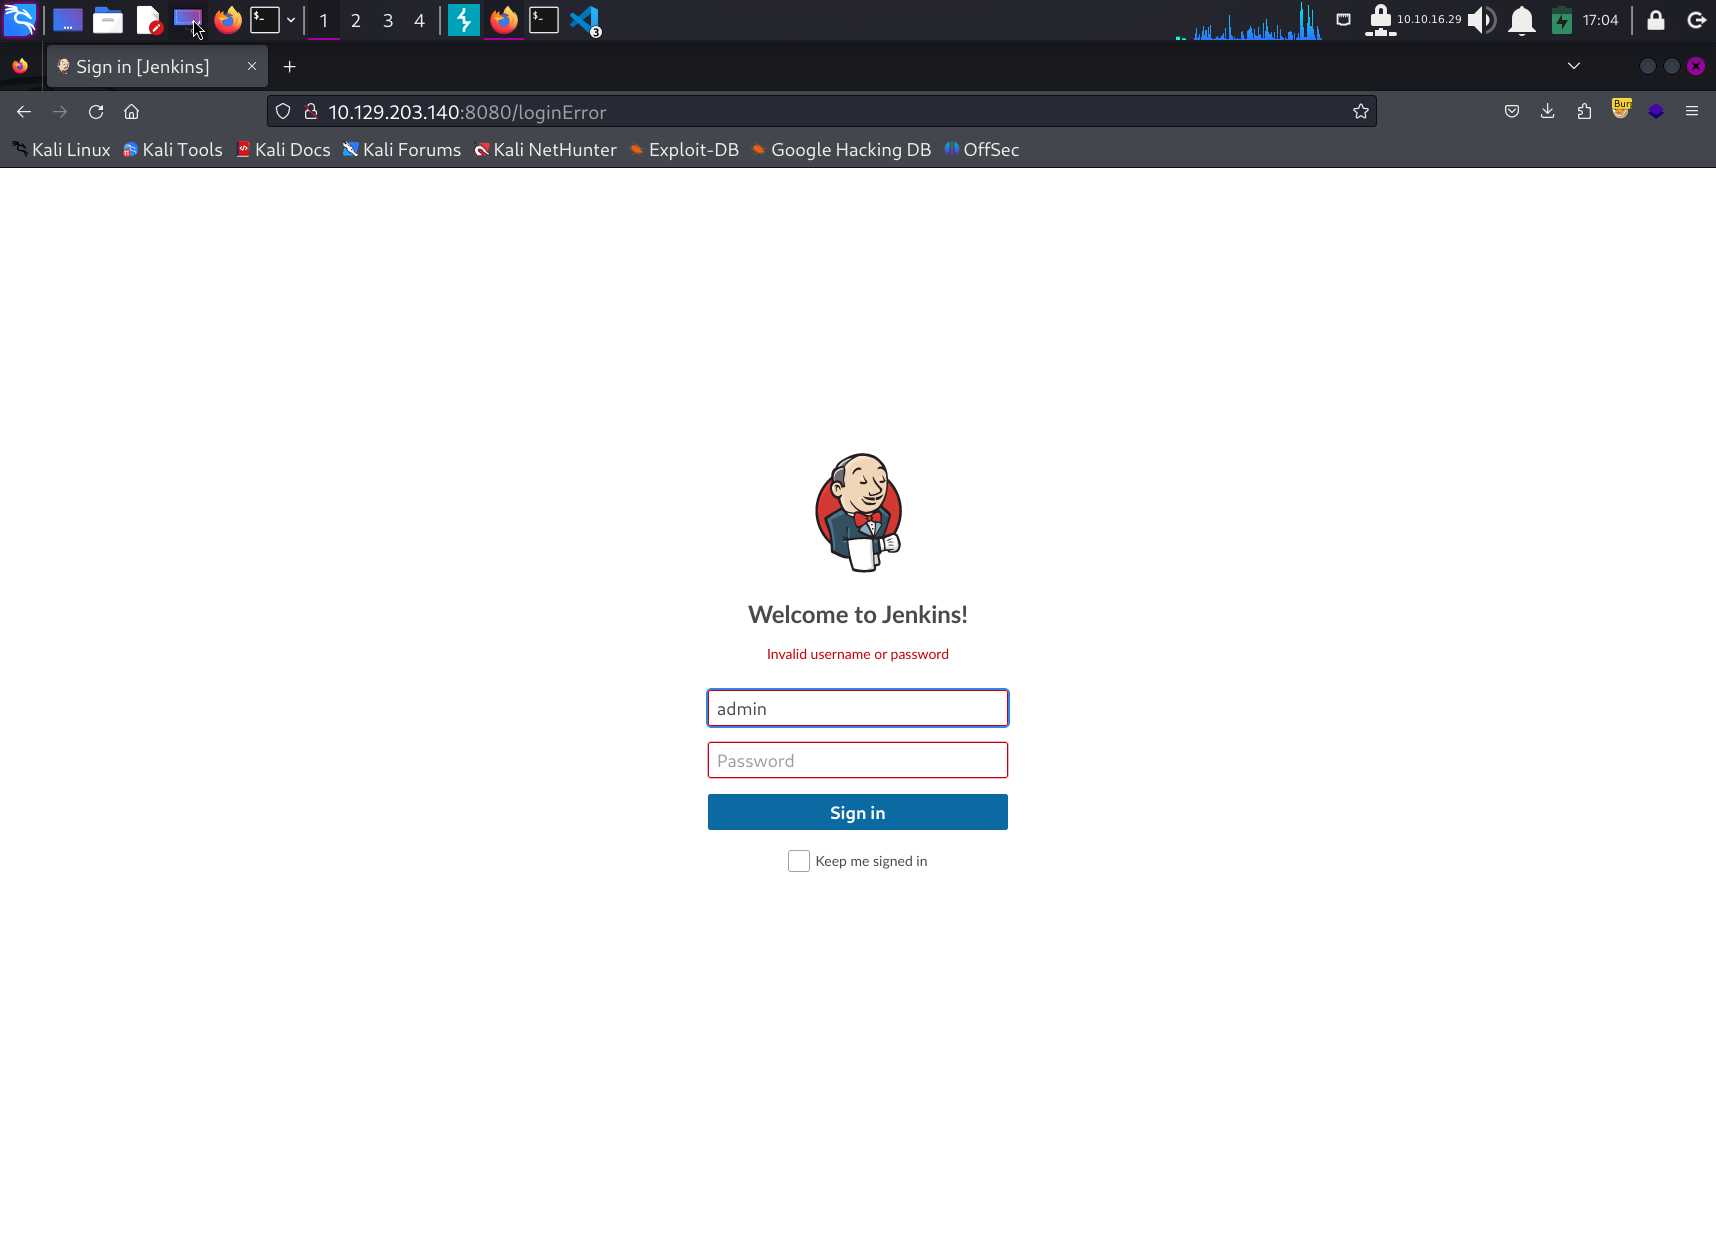 1 2 3 4 3 10.10.16.29 17:04
Sign in [Jenkins]
10.129.203.140:8080/loginError
Kali Linux Kali Tools Kali Docs Kali Forums Kali NetHunter Exploit-DB Google Hacking DB OffSec
Welcome to Jenkins!
Invalid username or password
admin
Password
Sign in
Keep me signed in